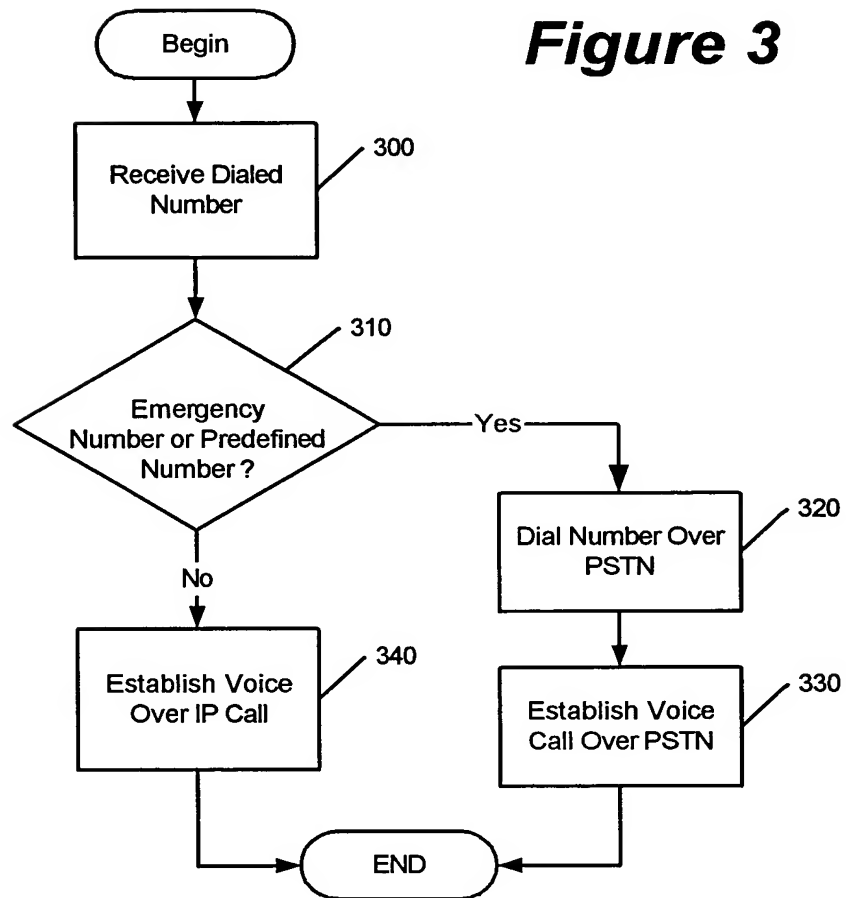 Figure 3
Begin
300
Receive Dialed
Number
310
Emergency
Number or Predefined
Number?
Yes
No
320
Dial Number Over
PSTN
340
Establish Voice
Over IP Call
330
Establish Voice
Call Over PSTN
END